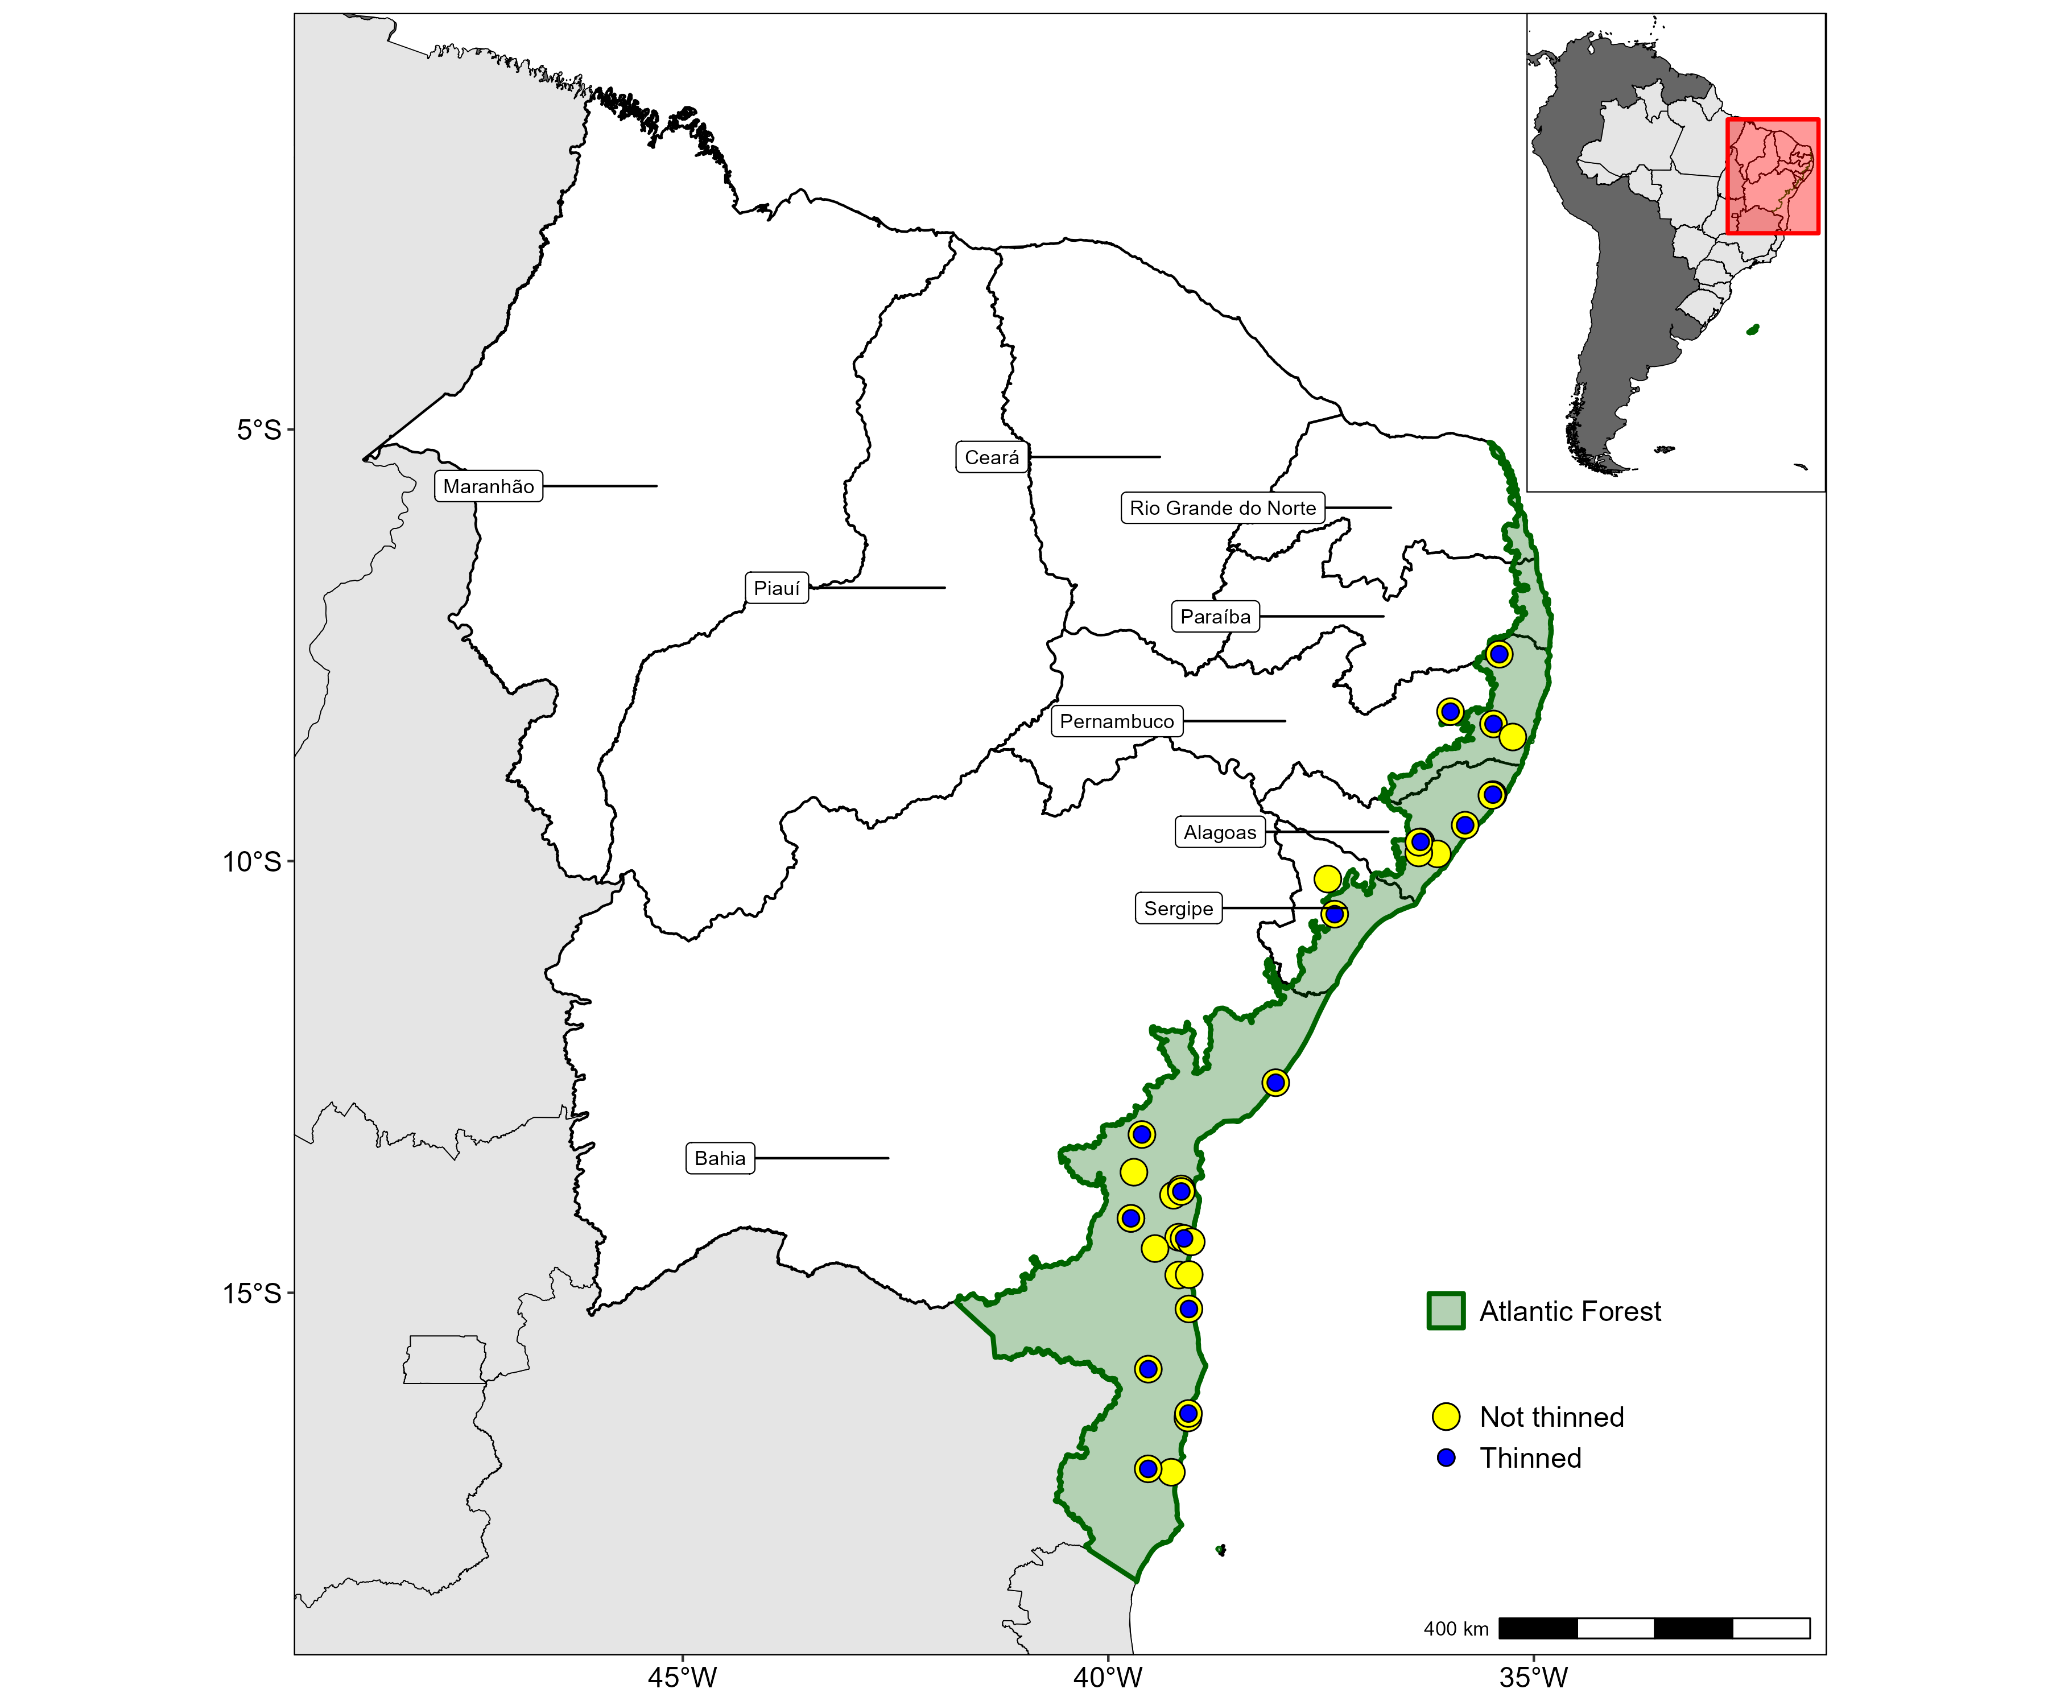 5°S
10°S
15°S
Maranhão
Ceará
Rio Grande do Norte
Piauí
Paraíba
Pernambuco
Alagoas
Sergipe
Bahia
Atlantic Forest
Not thinned
Thinned
400 km
45°W
40°W
35°W